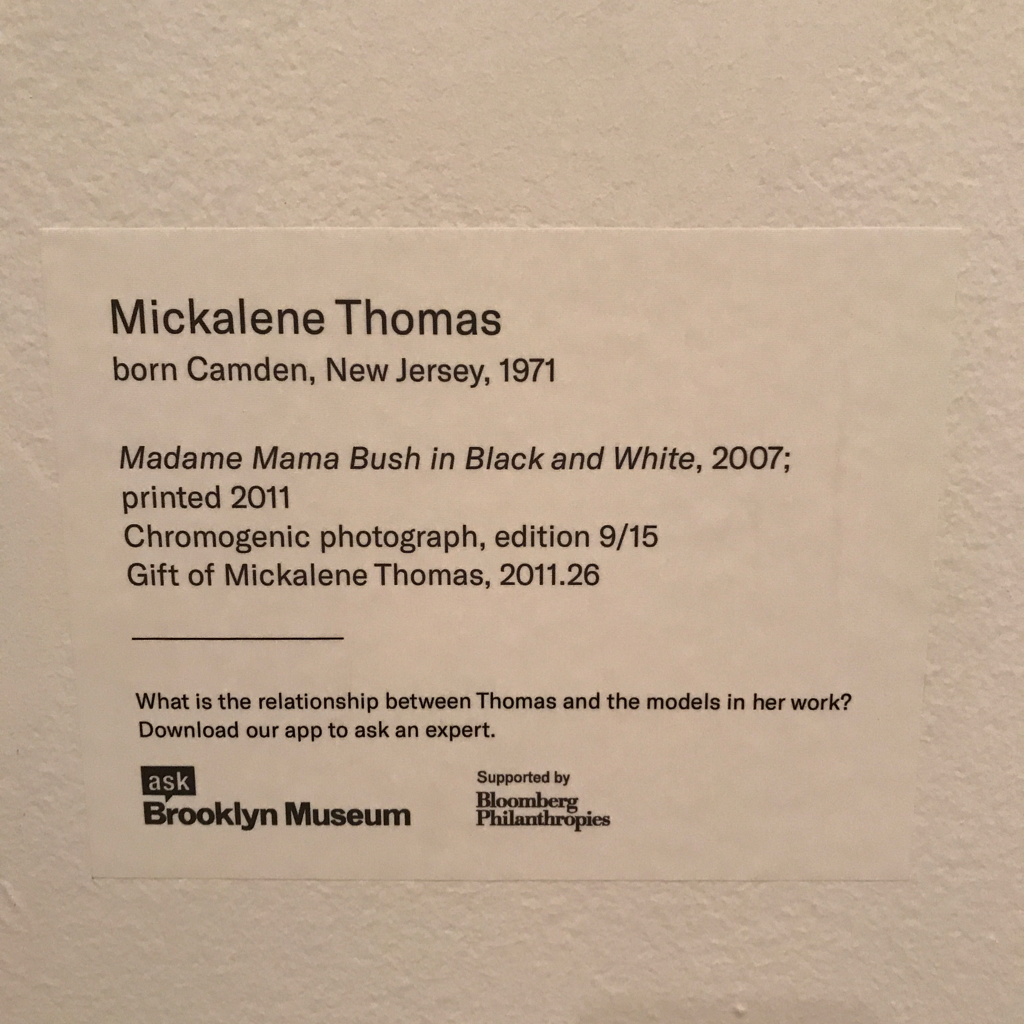 Mickalene Thomas
born Camden, New Jersey, 1971
Madame Mama Bush in Black and White, 2007;
printed 2011
Chromogenic photograph, edition 9/15
Gift of Mickalene Thomas, 2011.26
What is the relationship between Thomas and the models in her work?
Download our app to ask an expert.
ask
Brooklyn Museum
Supported by
Bloomberg
Philanthropies